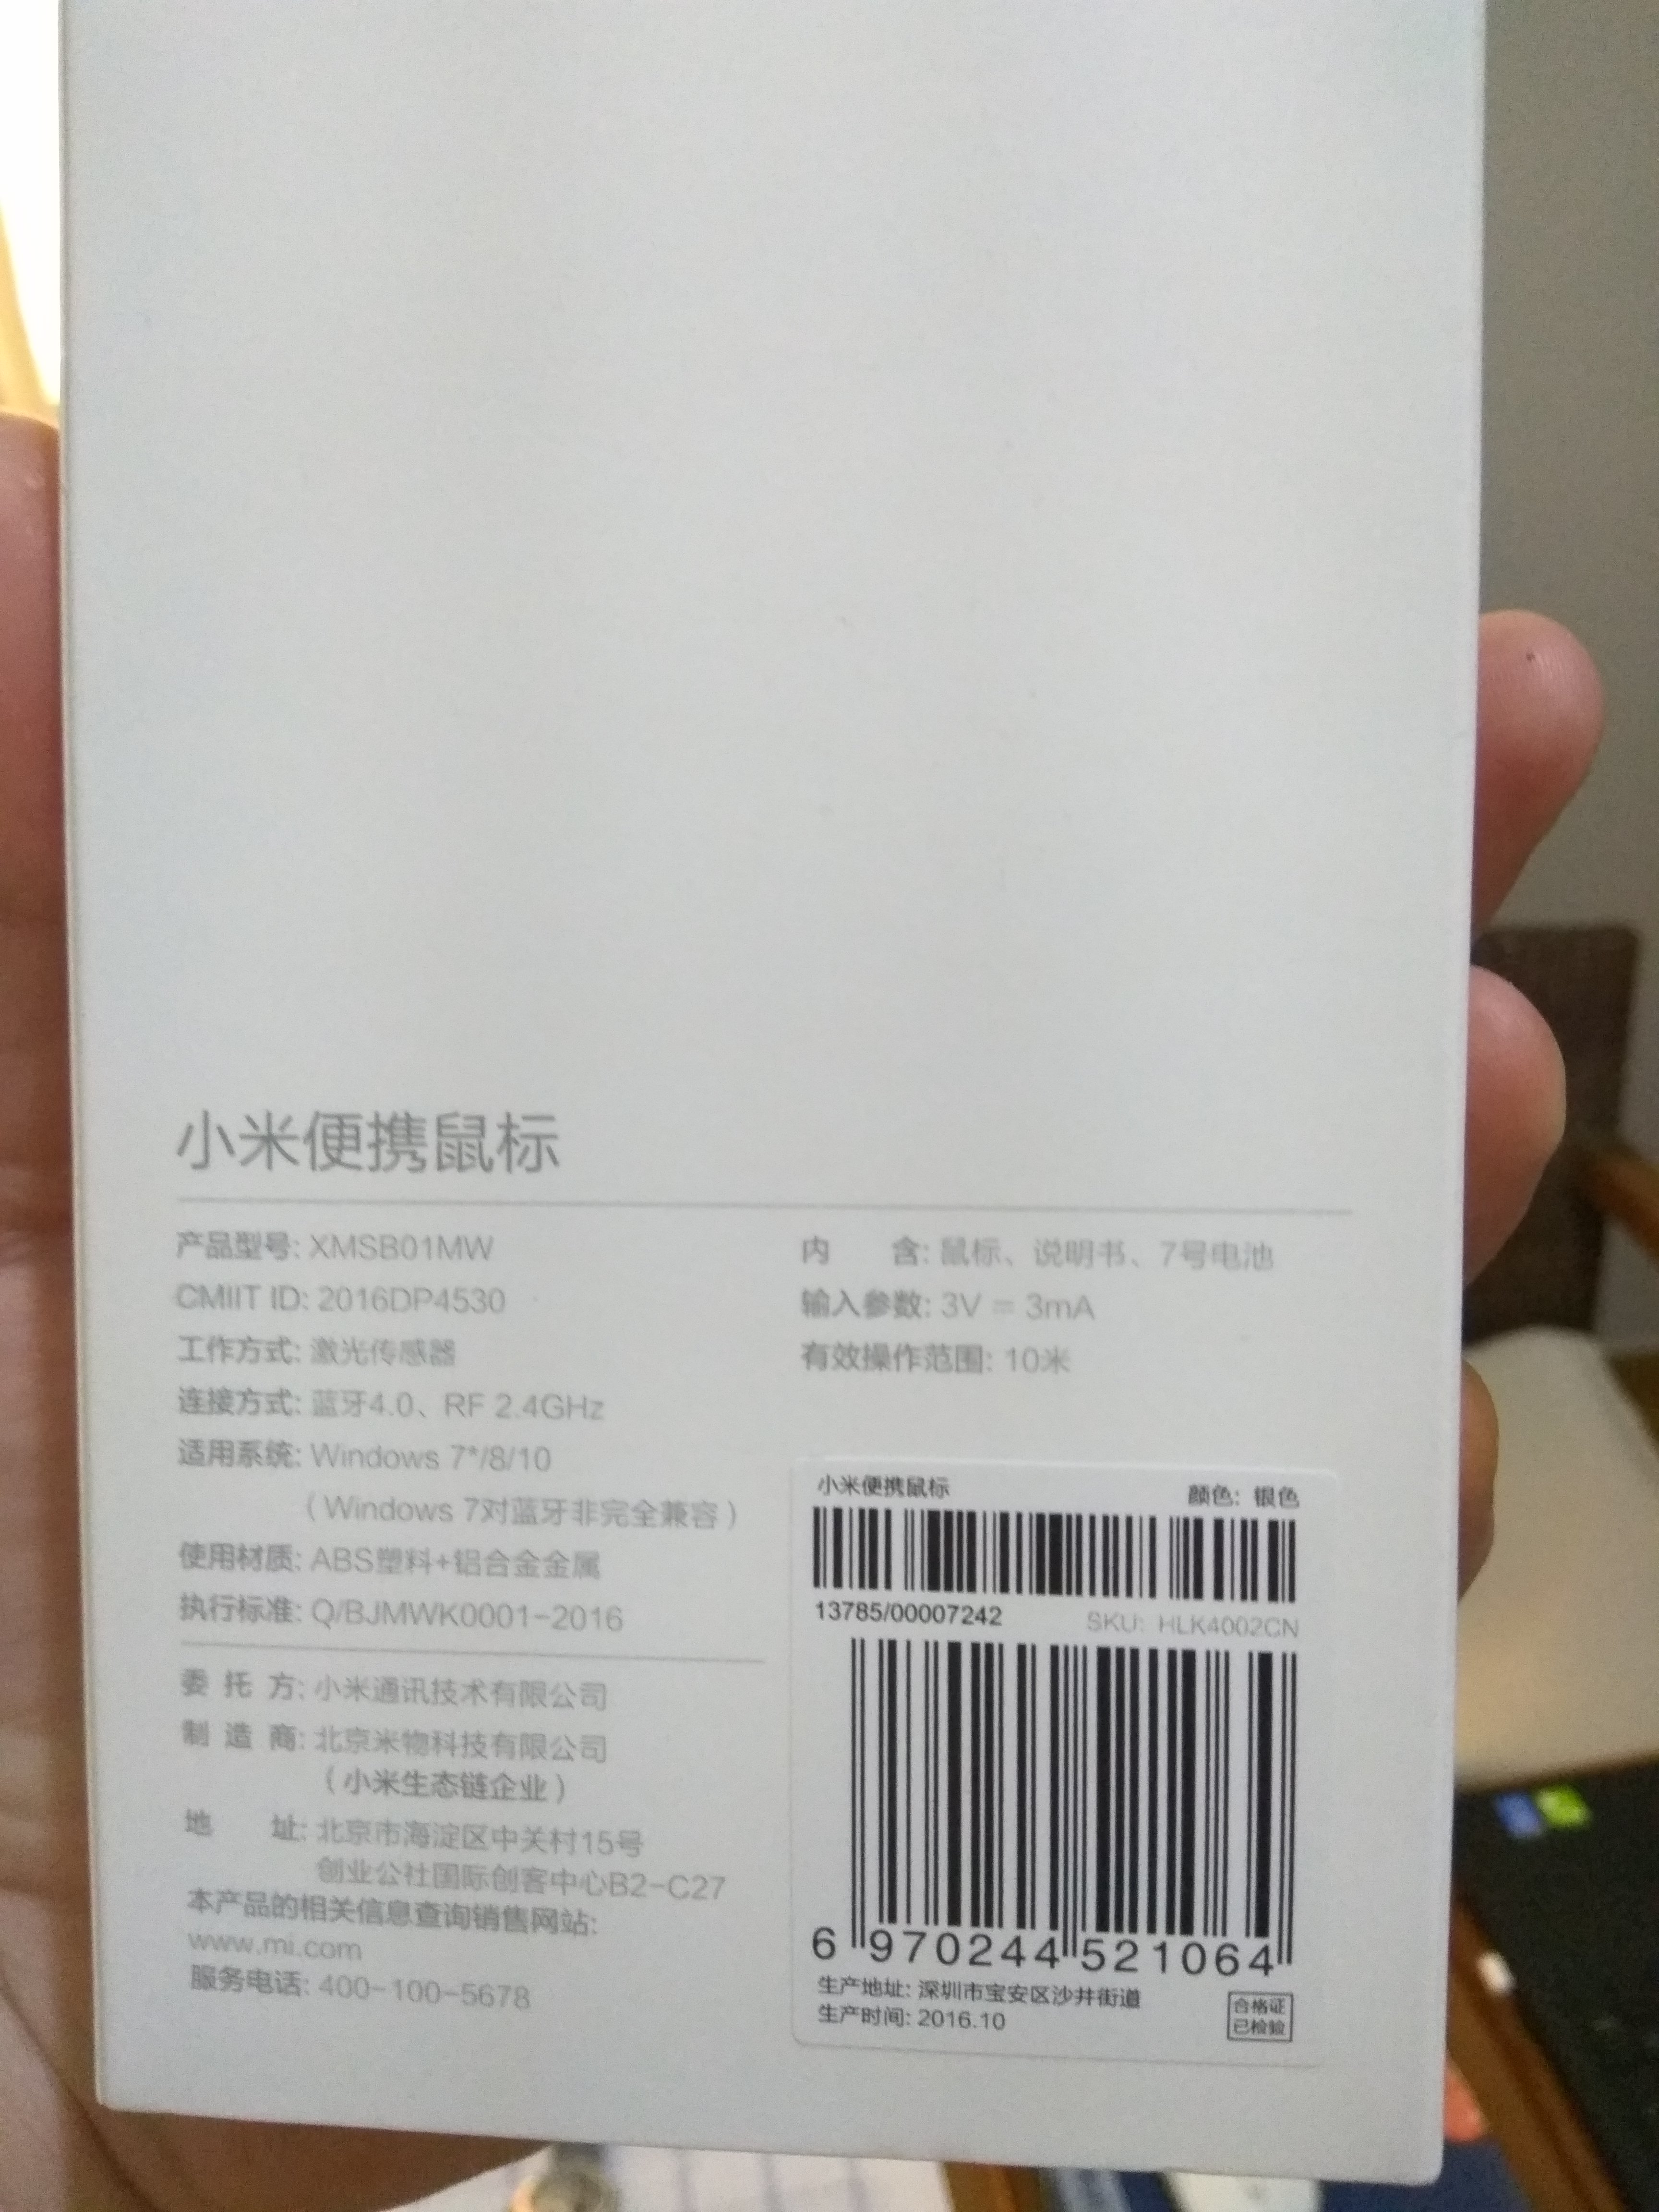 小米便携鼠标
产品型号: XMSB01MW
CMIIT ID: 2016DP4530
工作方式: 激光传感器
连接方式: 蓝牙4.0、RF 2.4GHz
适用系统: Windows 7*/8/10
（Windows 7对蓝牙非完全兼容）
使用材质: ABS塑料+铝合金金属
执行标准: Q/BJMWK0001-2016
内 含: 鼠标、说明书、7号电池
输入参数: 3V = 3mA
有效操作范围: 10米
委 托 方: 小米通讯技术有限公司
制 造 商: 北京米物科技有限公司
（小米生态链企业）
地 址: 北京市海淀区中关村15号
创业公社国际创客中心B2-C27
本产品的相关信息查询销售网站:
www.mi.com
服务电话: 400-100-5678
小米便携鼠标 颜色: 银色
13785/00007242 SKU: HLK4002CN
6 970244 521064
生产地址: 深圳市宝安区沙井街道
生产时间: 2016.10
合格证
已检验